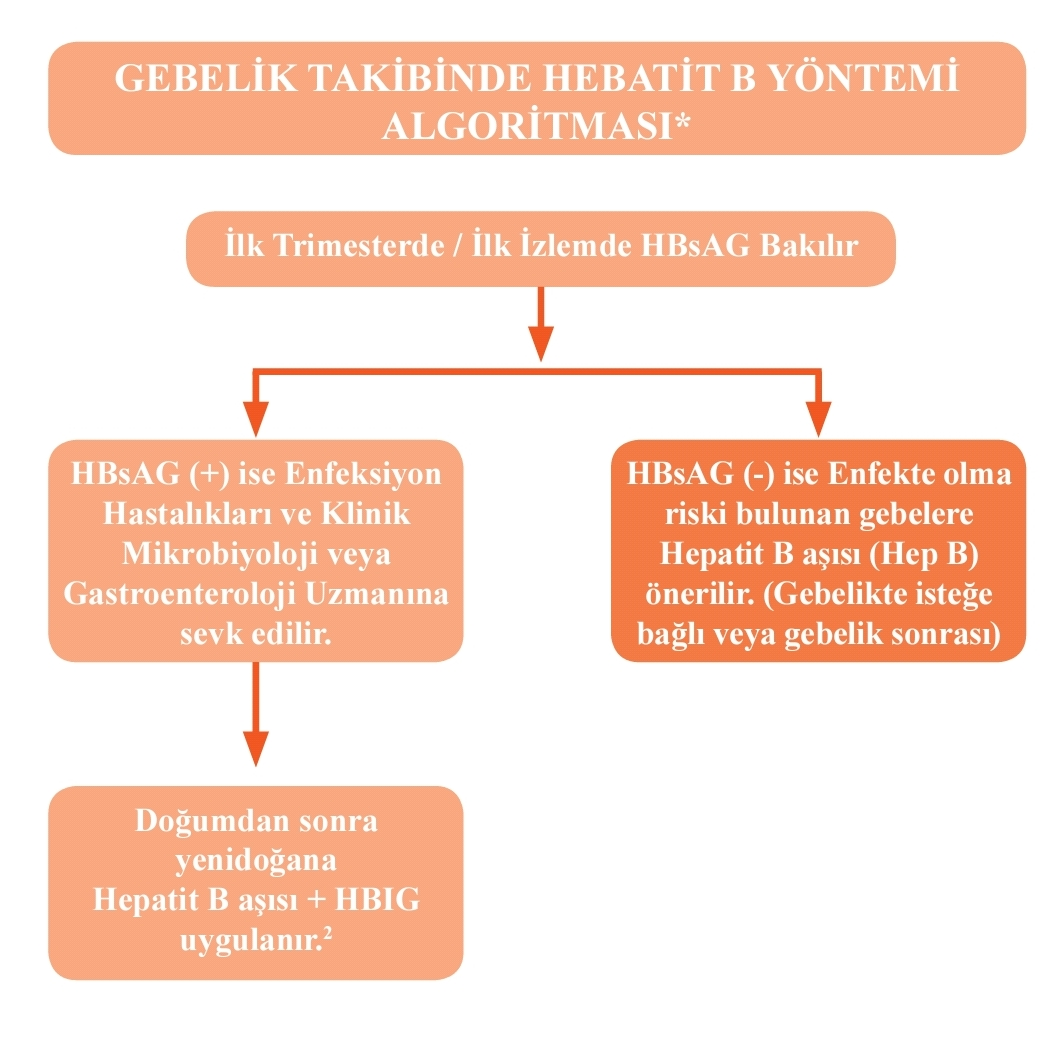 GEBELİK TAKİBİNDE HEBATİT B YÖNTEMİ
ALGORİTMASI*
İlk Trimesterde / İlk İzlemde HBsAG Bakılır
HBsAG (+) ise Enfeksiyon
Hastalıkları ve Klinik
Mikrobiyoloji veya
Gastroenteroloji Uzmanına
sevk edilir.
HBsAG (-) ise Enfekte olma
riski bulunan gebelere
Hepatit B aşısı (Hep B)
önerilir. (Gebelikte isteğe
bağlı veya gebelik sonrası)
Doğumdan sonra
yenidoğana
Hepatit B aşısı + HBIG
uygulanır.²